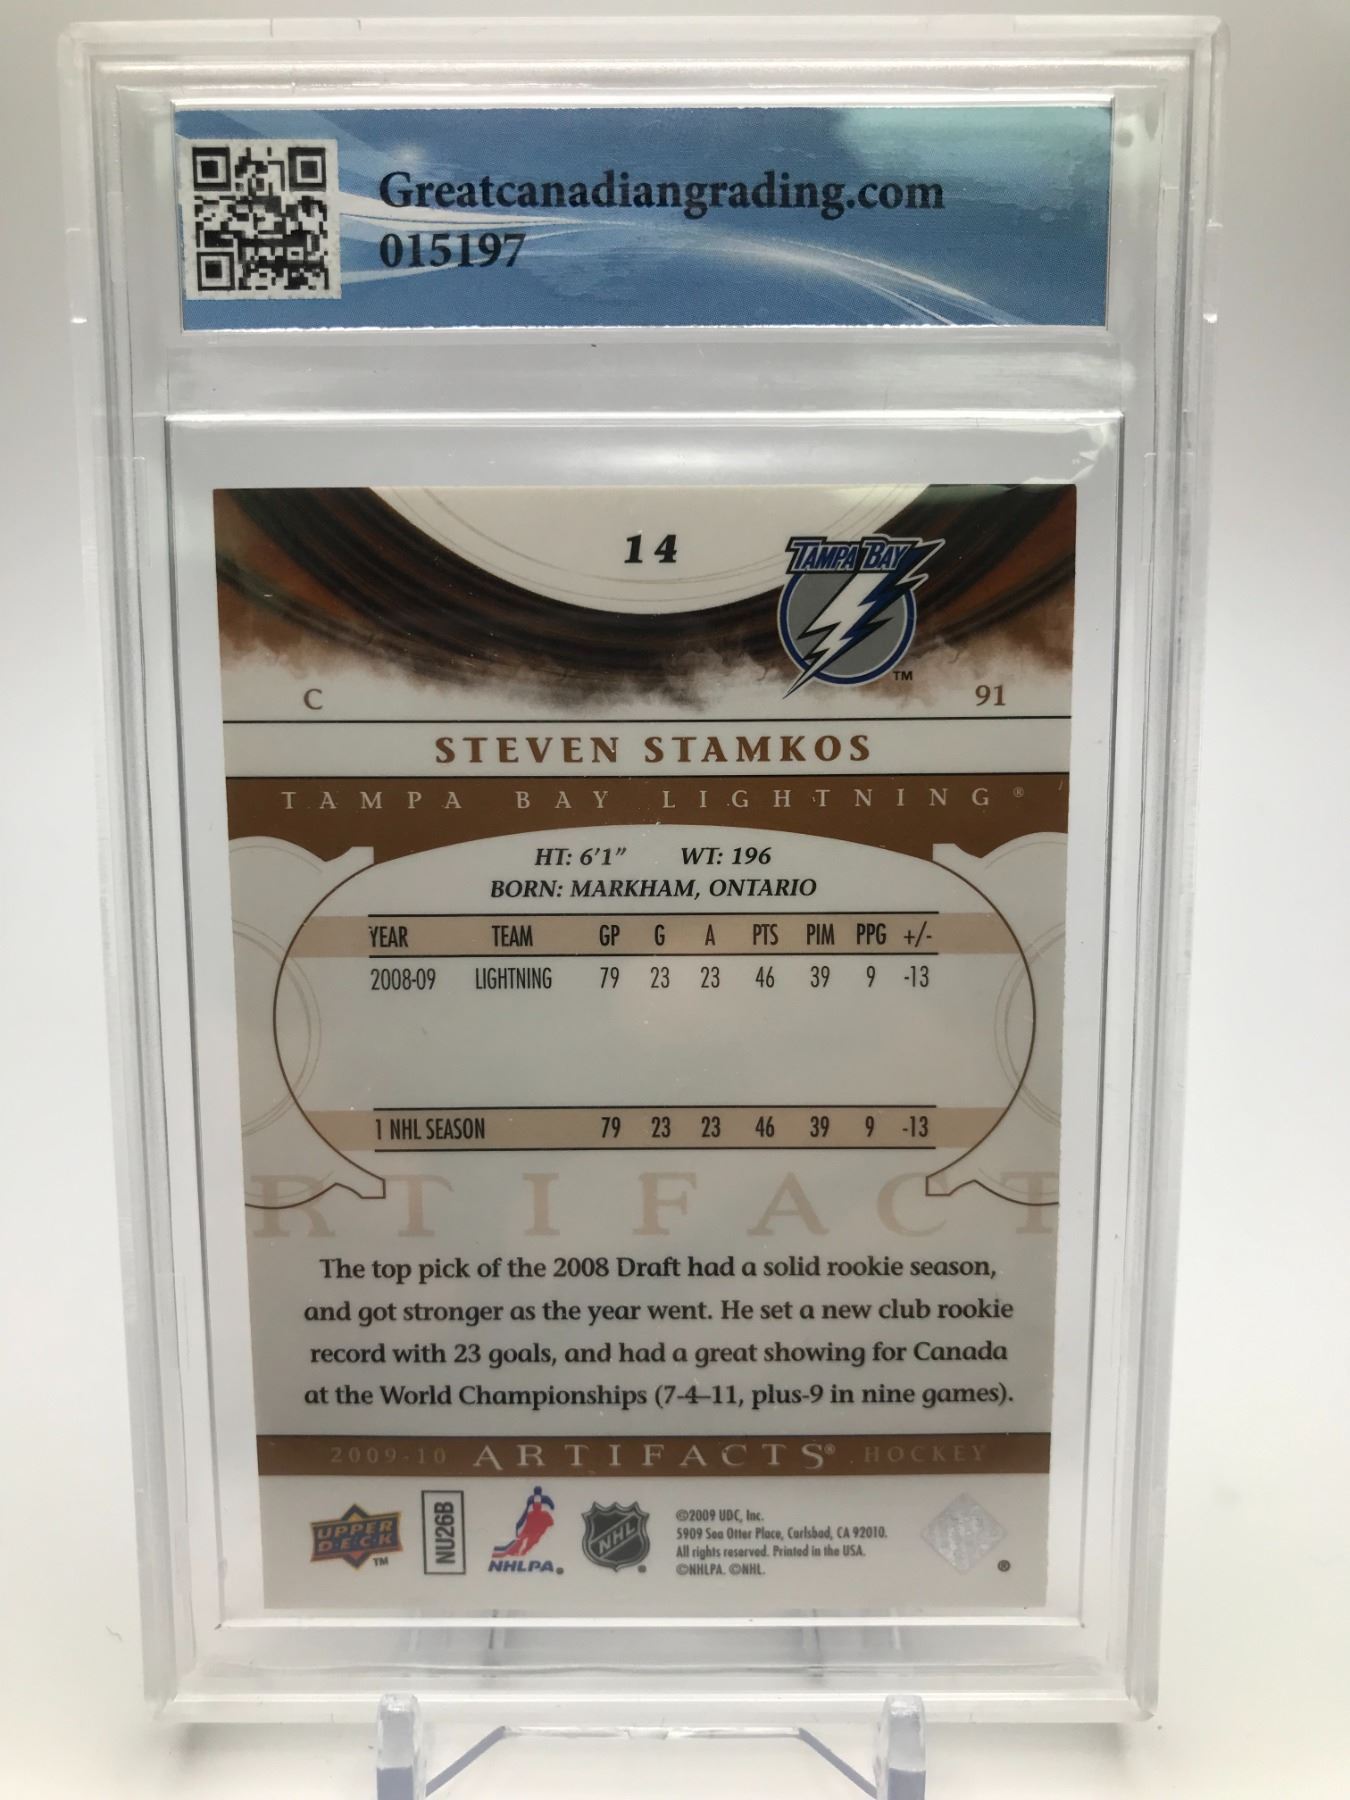 Greatcanadiangrading.com
015197
14
TAMPA BAY
TM
C 91
STEVEN STAMKOS
TAMPA BAY LIGHTNING®
HT: 6'1" WT: 196
BORN: MARKHAM, ONTARIO
YEAR TEAM GP G A PTS PIM PPG +/-
2008-09 LIGHTNING 79 23 23 46 39 9 -13
1 NHL SEASON 79 23 23 46 39 9 -13
RTIFACT
The top pick of the 2008 Draft had a solid rookie season,
and got stronger as the year went. He set a new club rookie
record with 23 goals, and had a great showing for Canada
at the World Championships (7-4–11, plus-9 in nine games).
2009-10 ARTIFACTS® HOCKEY
UPPER
DECK
TM
NU26B
NHLPA®
NHL
©2009 UDC, Inc.
5909 Sea Otter Place, Carlsbad, CA 92010.
All rights reserved. Printed in the USA.
©NHLPA. ©NHL.
®